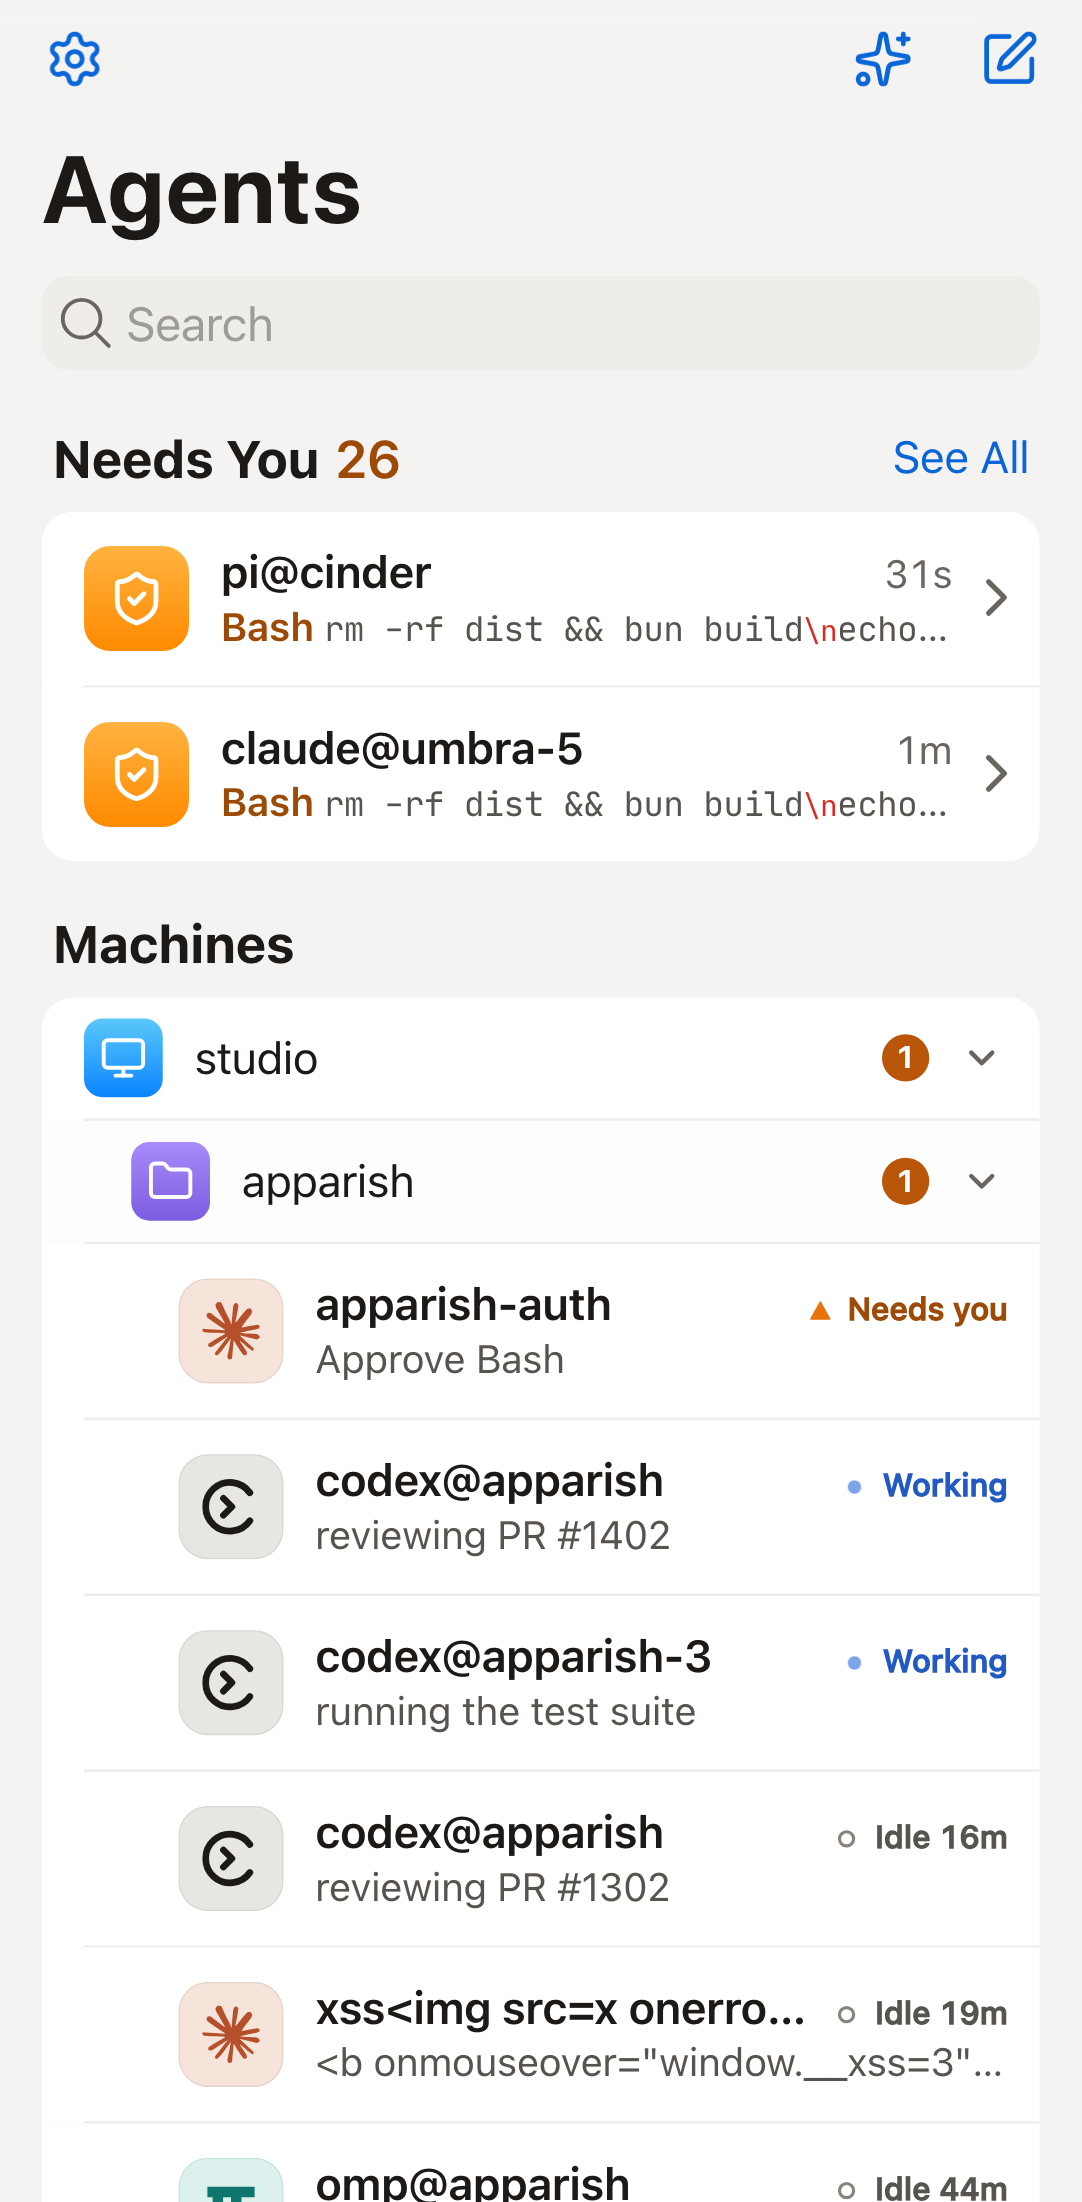 Agents
Search
Needs You 26
See All
pi@cinder
31s
Bash rm -rf dist && bun build\necho...
claude@umbra-5
1m
Bash rm -rf dist && bun build\necho...
Machines
studio
1
apparish
1
apparish-auth
Needs you
Approve Bash
codex@apparish
Working
reviewing PR #1402
codex@apparish-3
Working
running the test suite
codex@apparish
Idle 16m
reviewing PR #1302
xss<img src=x onerro...
Idle 19m
<b onmouseover="window.__xss=3"...
omp@apparish
Idle 44m